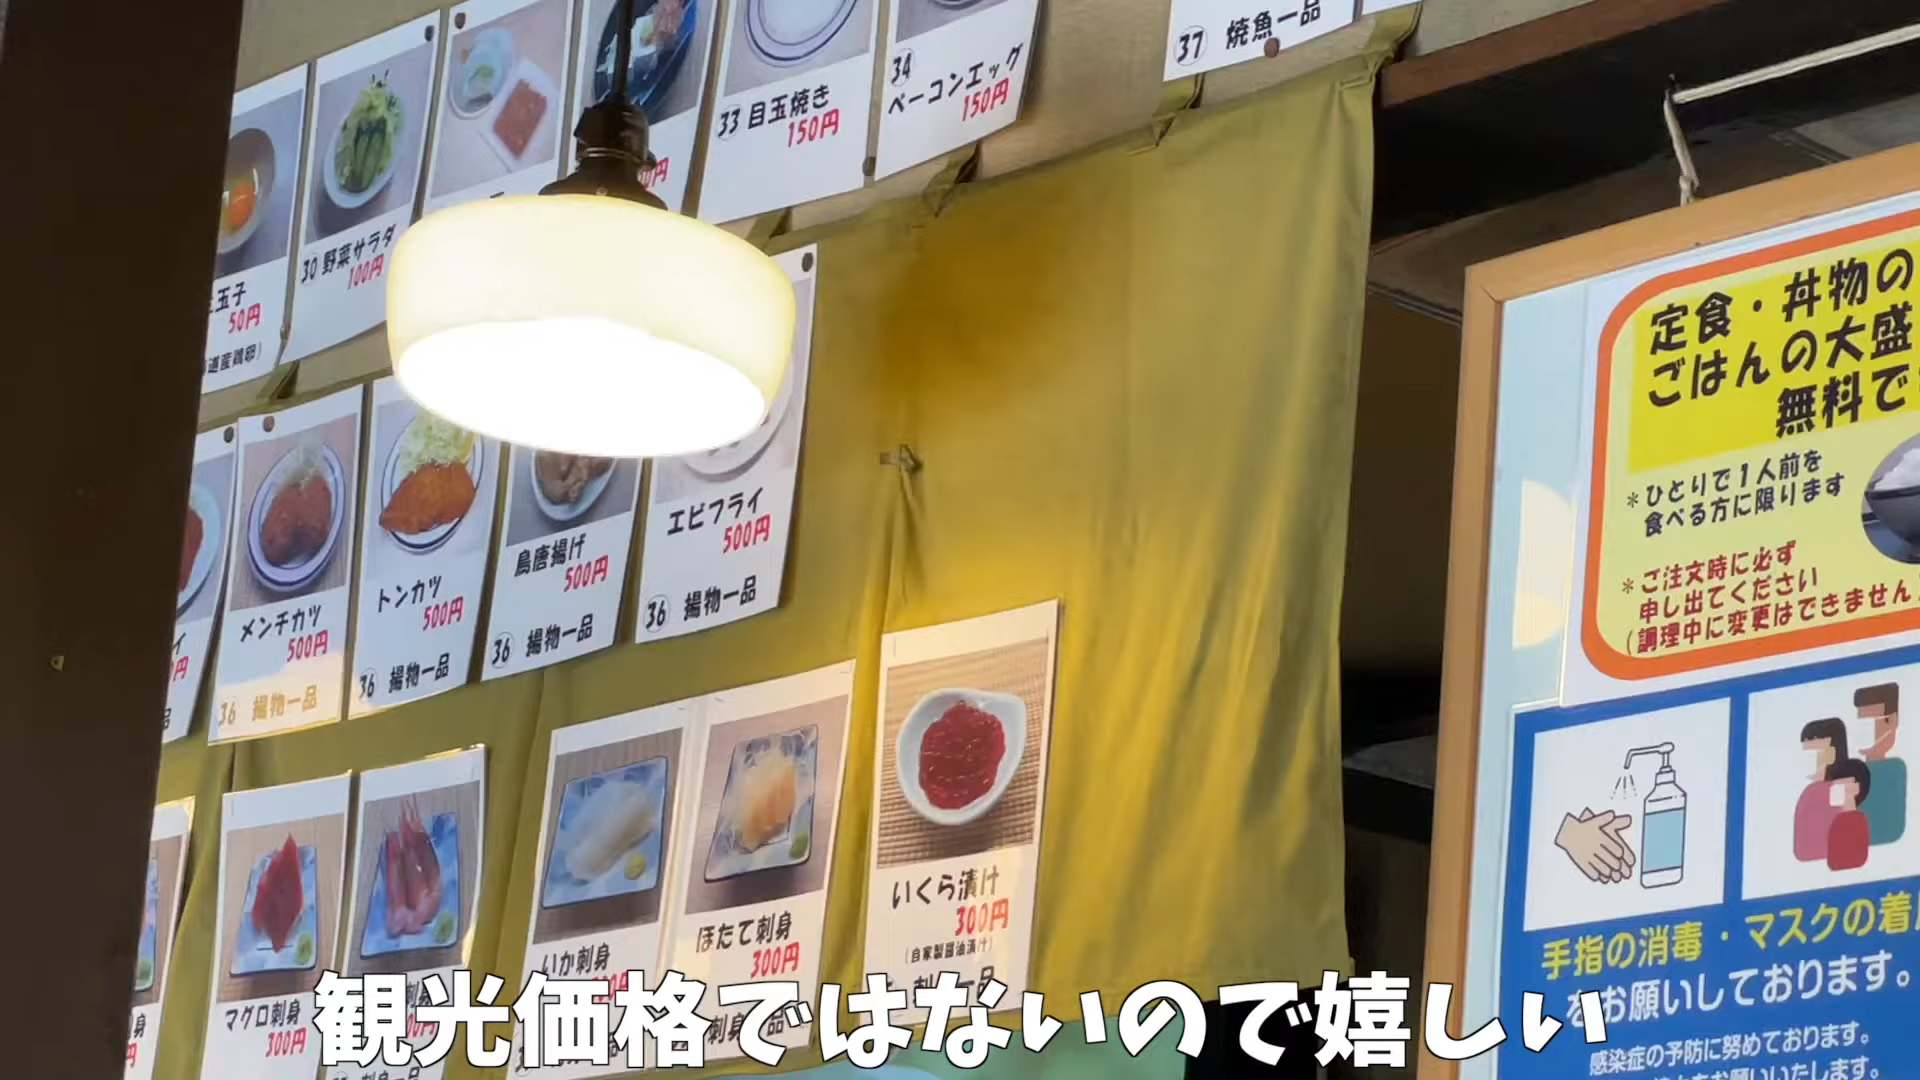 37 焼魚一品
34
ベーコンエッグ
150円
33 目玉焼き
150円
30 野菜サラダ
100円
玉子
50円
道産鶏卵)
メンチカツ
500円
36 揚物一品
トンカツ
500円
36 揚物一品
鳥唐揚げ
500円
36 揚物一品
エビフライ
500円
36 揚物一品
マグロ刺身
300円
いか刺身
ほたて刺身
300円
いくら漬け
300円
(自家製醤油漬け)
定食・丼物の
ごはんの大盛
無料で
*ひとりで1人前を
食べる方に限ります
*ご注文時に必ず
申し出てください
(調理中に変更はできません
手指の消毒・マスクの着
をお願いしております。
感染症の予防に努めております。
観光価格ではないので嬉しい